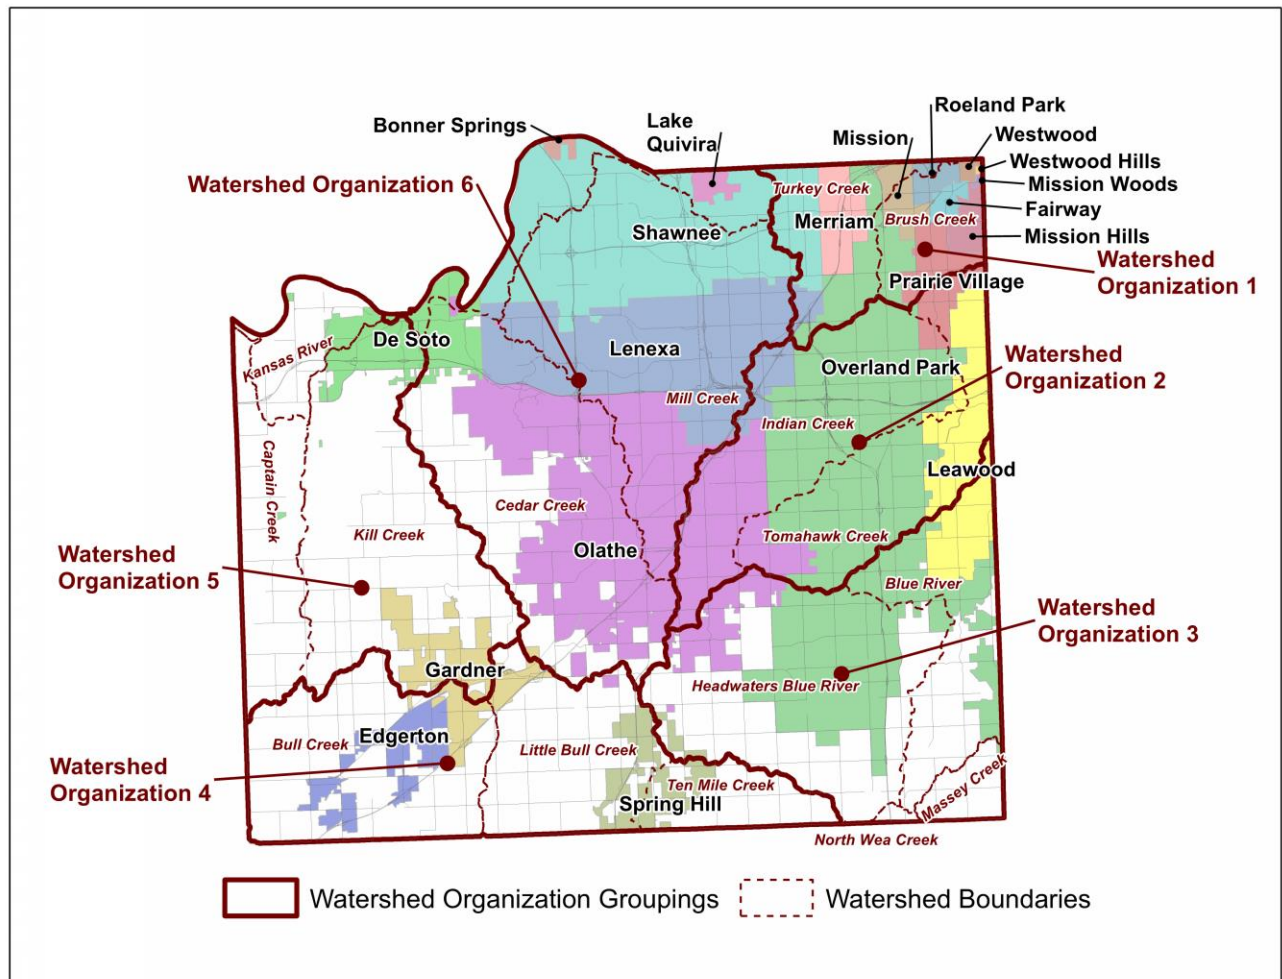 Roeland Park
Bonner Springs
Lake
Quivira
Mission
Westwood
Westwood Hills
Watershed Organization 6
Turkey Creek
Mission Woods
Fairway
Shawnee
Merriam
Brush Creek
Mission Hills
Watershed
Organization 1
Prairie Village
Kansas River
De Soto
Lenexa
Overland Park
Watershed
Organization 2
Mill Creek
Indian Creek
Captain Creek
Leawood
Cedar Creek
Kill Creek
Olathe
Tomahawk Creek
Watershed
Organization 5
Blue River
Watershed
Organization 3
Gardner
Headwaters Blue River
Bull Creek
Edgerton
Little Bull Creek
Watershed
Organization 4
Ten Mile Creek
Massey Creek
Spring Hill
North Wea Creek
Watershed Organization Groupings
Watershed Boundaries